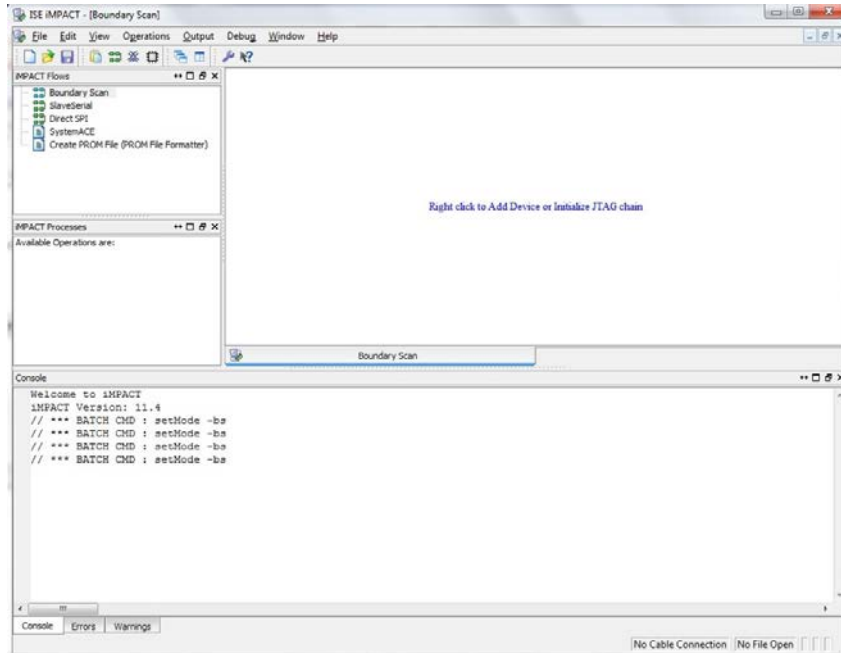 ISE iMPACT - [Boundary Scan]
File Edit View Operations Output Debug Window Help
iMPACT Flows
Boundary Scan
SlaveSerial
Direct SPI
SystemACE
Create PROM File (PROM File Formatter)
Right click to Add Device or Initialize JTAG chain
iMPACT Processes
Available Operations are:
Boundary Scan
Console
Welcome to iMPACT
iMPACT Version: 11.4
// *** BATCH CMD : setMode -bs
// *** BATCH CMD : setMode -bs
// *** BATCH CMD : setMode -bs
// *** BATCH CMD : setMode -bs
Console Errors Warnings
No Cable Connection No File Open